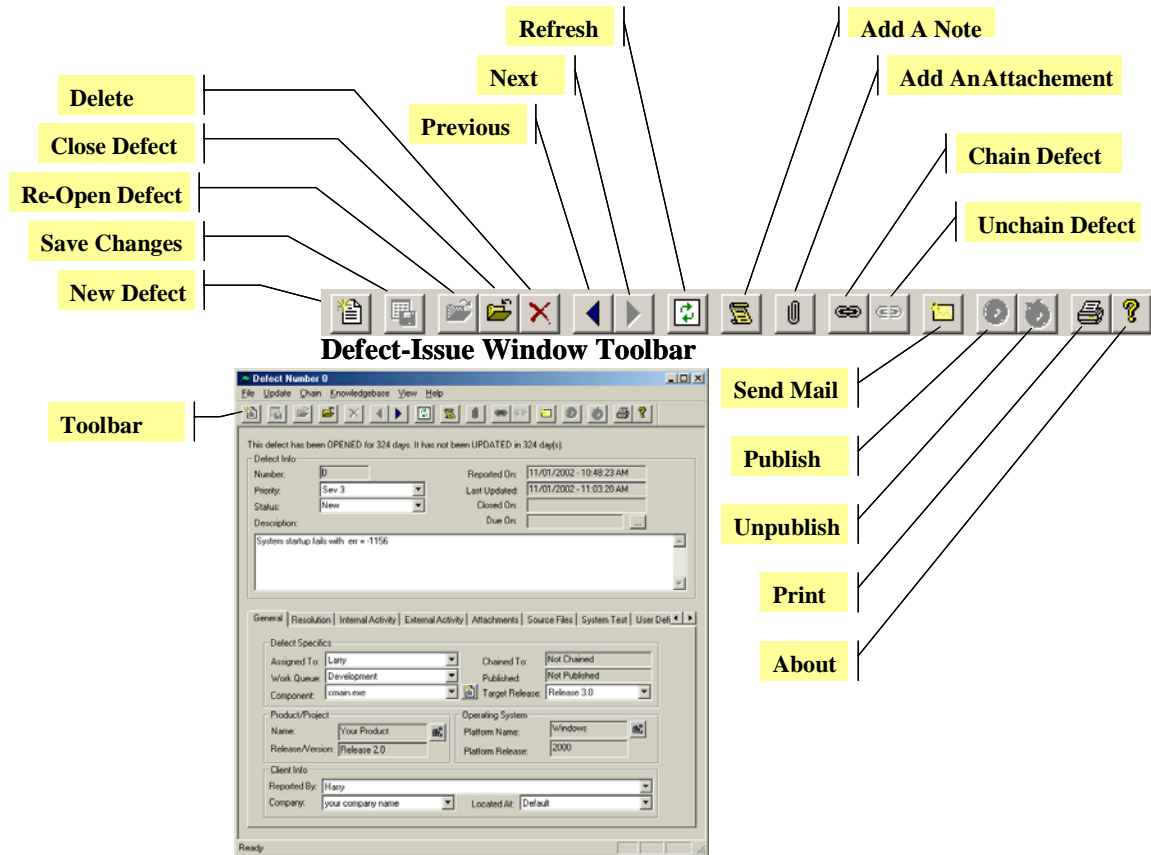 Refresh
Add A Note
Next
Add AnAttachement
Delete
Previous
Close Defect
Chain Defect
Re-Open Defect
Unchain Defect
Save Changes
New Defect
Defect-Issue Window Toolbar
Toolbar
Send Mail
Publish
Unpublish
Print
About
Defect Number 0
File Update Chain Knowledgebase View Help
This defect has been OPENED for 324 days. It has not been UPDATED in 324 day(s).
Defect Info
Number: 0 Reported On: 11/01/2002 - 10:48:23 AM
Priority: Sev 3 Last Updated: 11/01/2002 - 11:03:20 AM
Status: New Closed On:
Description: Due On: ...
System startup fails with err = -1156
General Resolution Internal Activity External Activity Attachments Source Files System Test User Defi
Defect Specifics
Assigned To: Larry Chained To: Not Chained
Work Queue: Development Published: Not Published
Component: cmain.exe Target Release: Release 3.0
Product/Project Operating System
Name: Your Product Platform Name: Windows
Release/Version: Release 2.0 Platform Release: 2000
Client Info
Reported By: Harry
Company: your company name Located At: Default
Ready